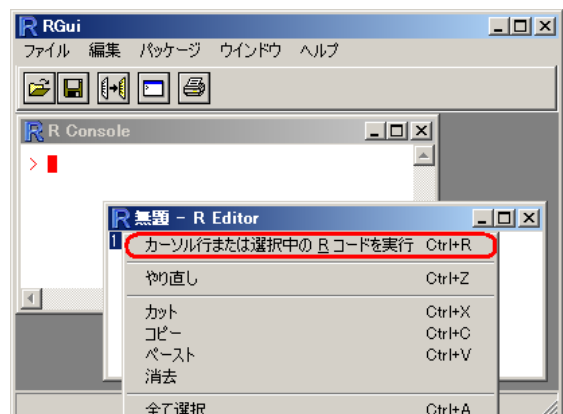 RGui
ファイル 編集 パッケージ ウインドウ ヘルプ
R Console
>
無題 - R Editor
1
カーソル行または選択中の R コードを実行 Ctrl+R
やり直し Ctrl+Z
カット Ctrl+X
コピー Ctrl+C
ペースト Ctrl+V
消去
全て選択 Ctrl+A